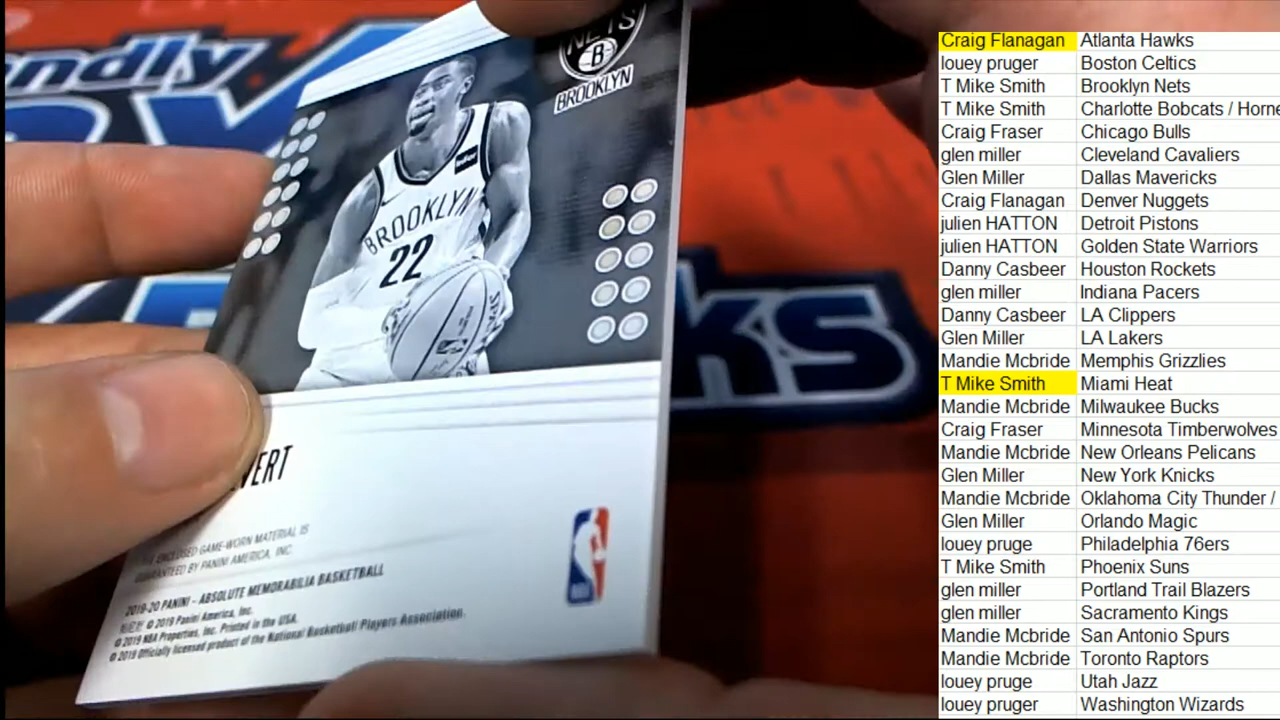 endly
ks
NETS
B
BROOKLYN
BROOKLYN
22
VERT
ENCLOSED GAME-WORN MATERIAL IS
GUARANTEED BY PANINI AMERICA, INC.
2019-20 PANINI - ABSOLUTE MEMORABILIA BASKETBALL
© 2019 Panini America, Inc.
© 2019 NBA Properties, Inc. Printed in the USA.
© 2019 Officially licensed product of the National Basketball Players Association.
Craig Flanagan Atlanta Hawks
louey pruger Boston Celtics
T Mike Smith Brooklyn Nets
T Mike Smith Charlotte Bobcats / Horne
Craig Fraser Chicago Bulls
glen miller Cleveland Cavaliers
Glen Miller Dallas Mavericks
Craig Flanagan Denver Nuggets
julien HATTON Detroit Pistons
julien HATTON Golden State Warriors
Danny Casbeer Houston Rockets
glen miller Indiana Pacers
Danny Casbeer LA Clippers
Glen Miller LA Lakers
Mandie Mcbride Memphis Grizzlies
T Mike Smith Miami Heat
Mandie Mcbride Milwaukee Bucks
Craig Fraser Minnesota Timberwolves
Mandie Mcbride New Orleans Pelicans
Glen Miller New York Knicks
Mandie Mcbride Oklahoma City Thunder /
Glen Miller Orlando Magic
louey pruge Philadelphia 76ers
T Mike Smith Phoenix Suns
glen miller Portland Trail Blazers
glen miller Sacramento Kings
Mandie Mcbride San Antonio Spurs
Mandie Mcbride Toronto Raptors
louey pruge Utah Jazz
louey pruger Washington Wizards